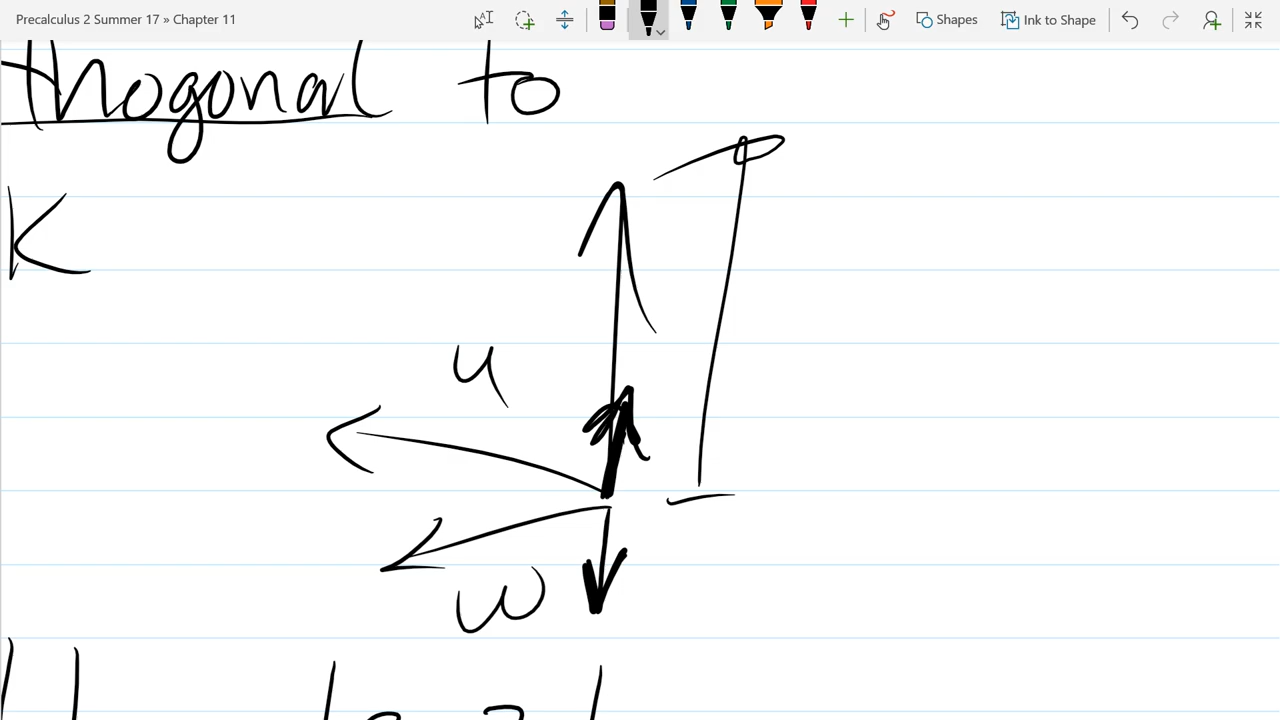 Precalculus 2 Summer 17 » Chapter 11
Shapes
Ink to Shape
thogonal to
K
u
w